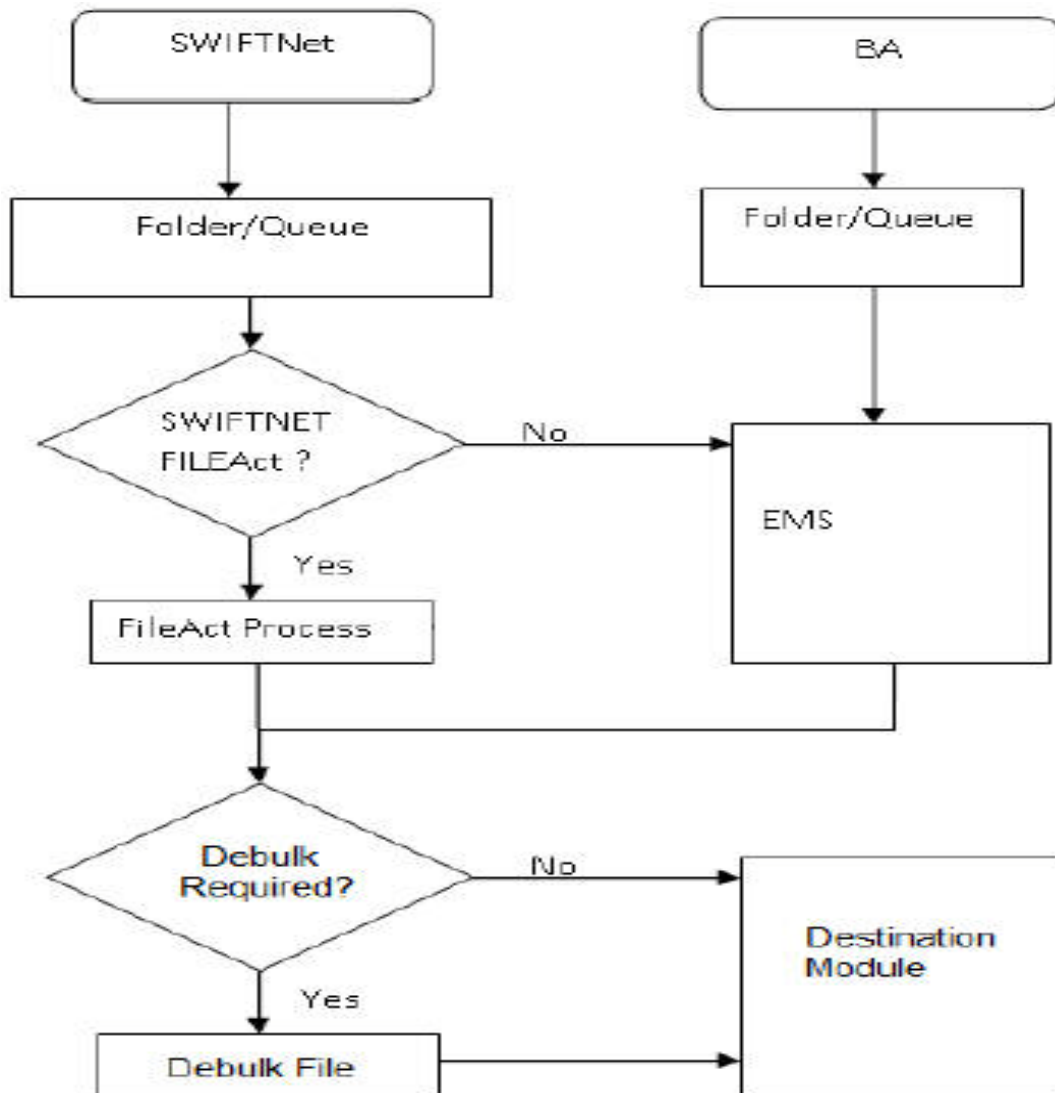 SWIFTNet
BA
Folder/Queue
Folder/Queue
SWIFTNET
FILEAct ?
No
EMS
Yes
FileAct Process
Debulk
Required?
No
Destination
Module
Yes
Debulk File